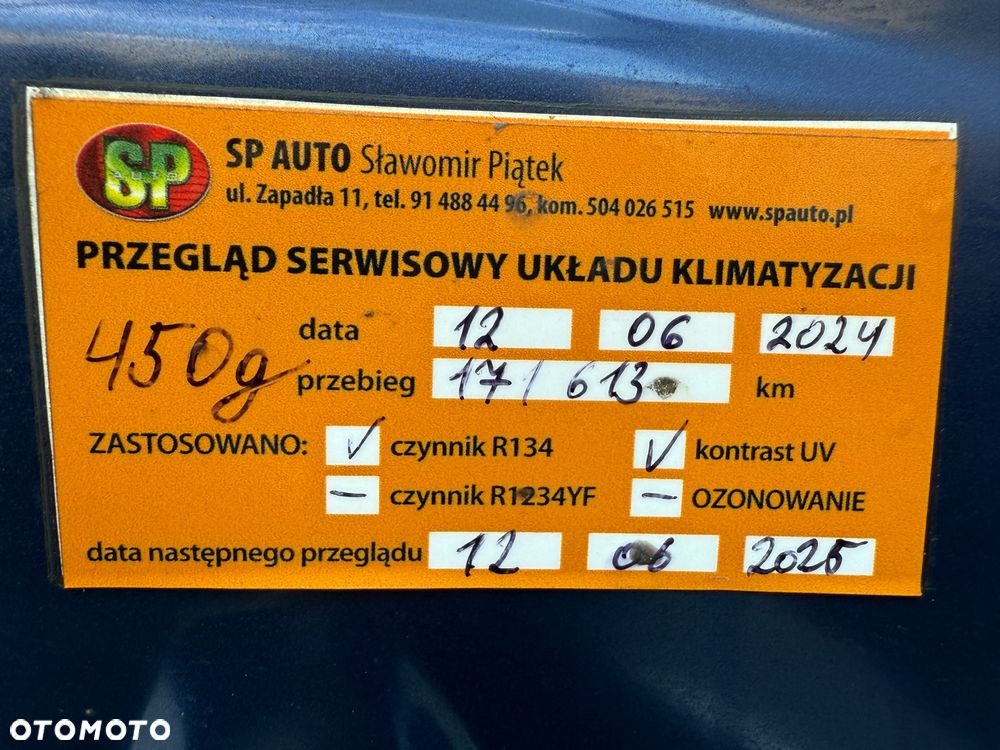 SP
AUTO
SP AUTO Sławomir Piątek
ul. Zapadła 11, tel. 91 488 44 96, kom. 504 026 515 www.spauto.pl
PRZEGLĄD SERWISOWY UKŁADU KLIMATYZACJI
450g
data 12 06 2024
przebieg 171 613 km
ZASTOSOWANO: √ czynnik R134 √ kontrast UV
– czynnik R1234YF – OZONOWANIE
data następnego przeglądu 12 06 2025
OTOMOTO